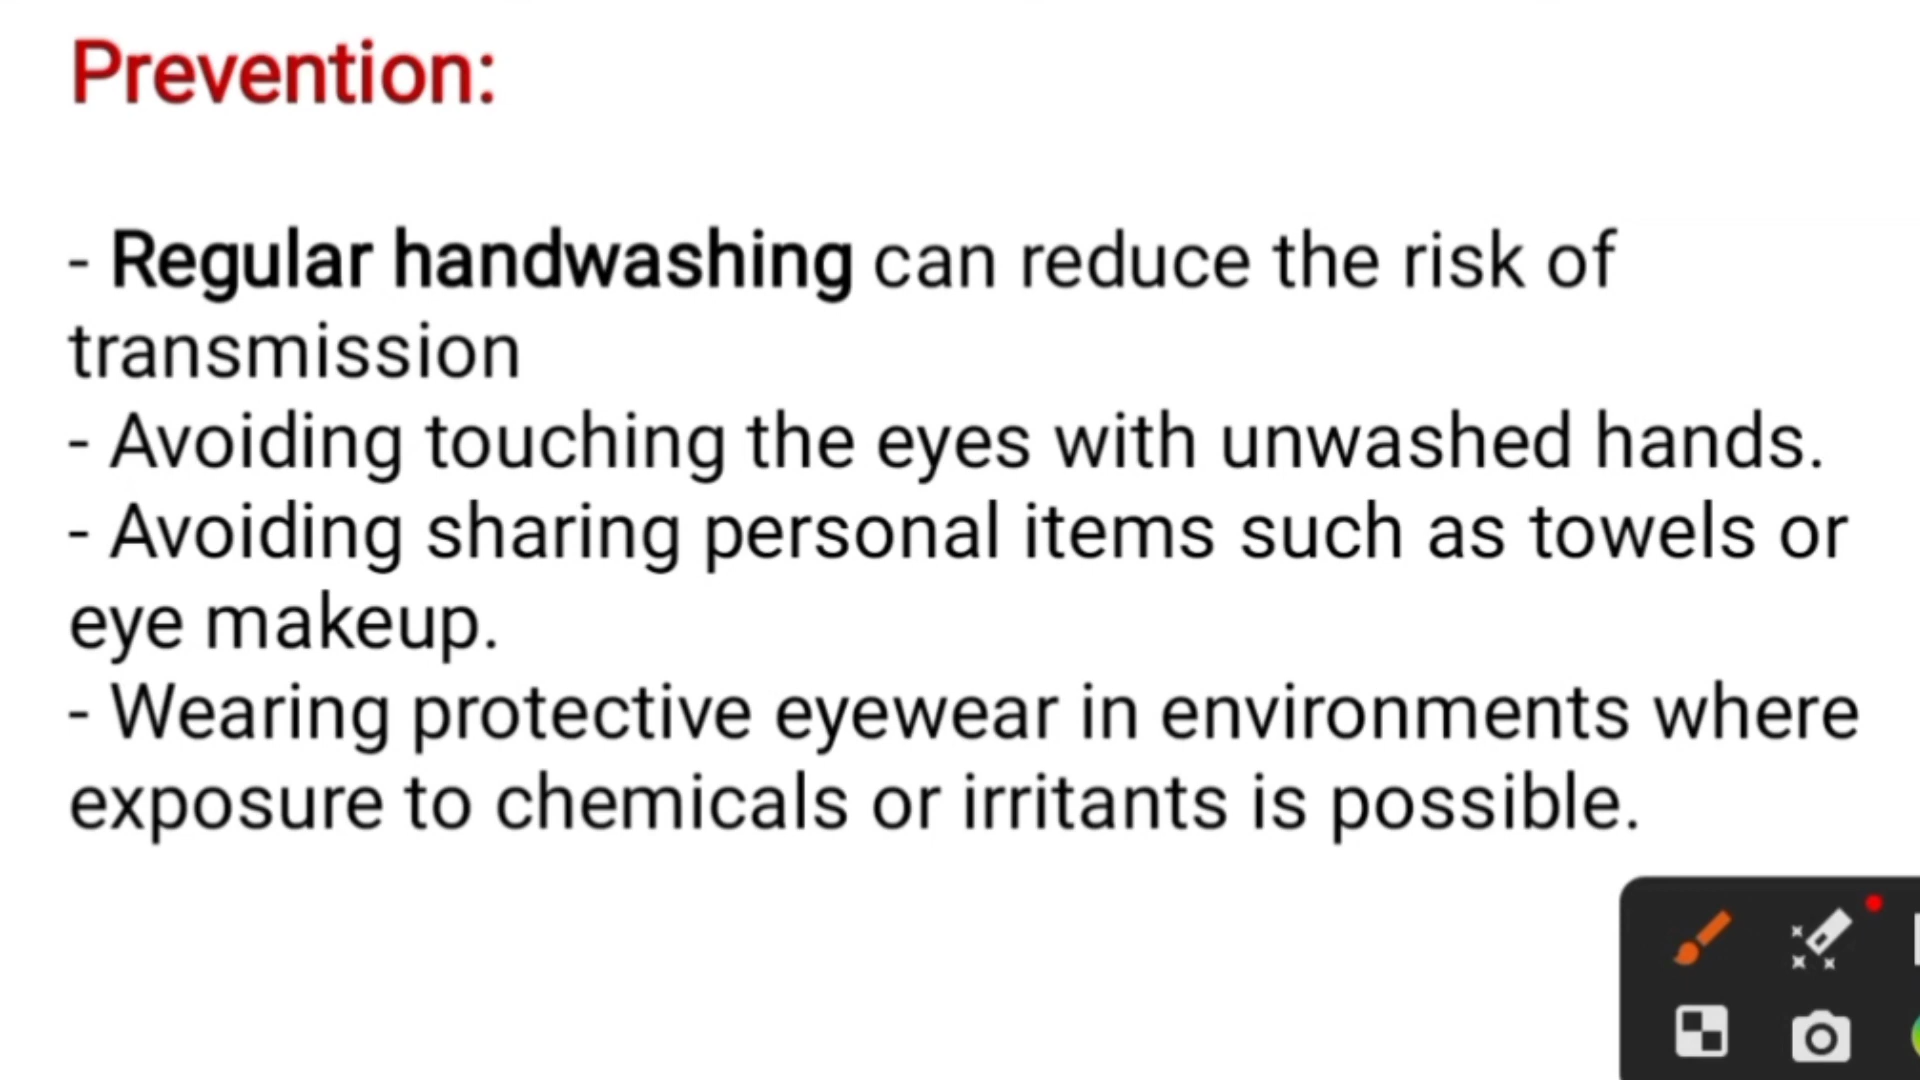 Prevention:
- Regular handwashing can reduce the risk of
transmission
- Avoiding touching the eyes with unwashed hands.
- Avoiding sharing personal items such as towels or
eye makeup.
- Wearing protective eyewear in environments where
exposure to chemicals or irritants is possible.